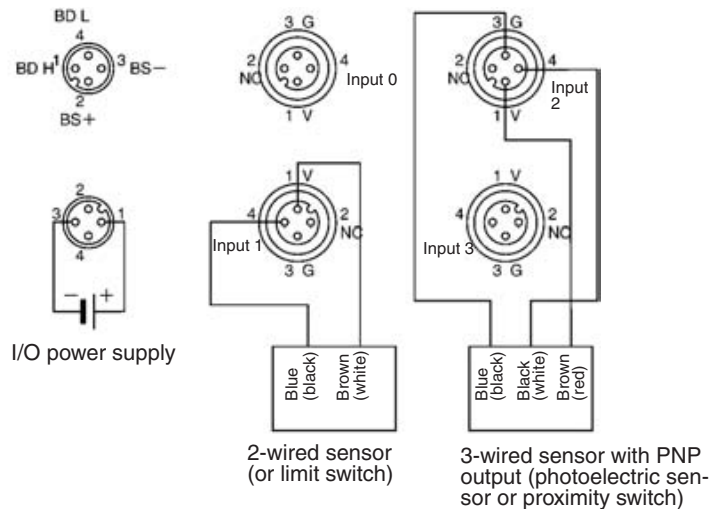 BD L
4
BD H 1
3 BS−
2
BS+
3 G
2
NC
4
Input 0
1 V
3 G
2
NC
4
Input
2
1 V
2
3
1
4
− +
I/O power supply
1 V
4
2
NC
Input 1
3 G
1 V
4
2
NC
Input 3
3 G
Blue
(black)
Brown
(white)
Blue
(black)
Black
(white)
Brown
(red)
2-wired sensor
(or limit switch)
3-wired sensor with PNP
output (photoelectric sen-
sor or proximity switch)